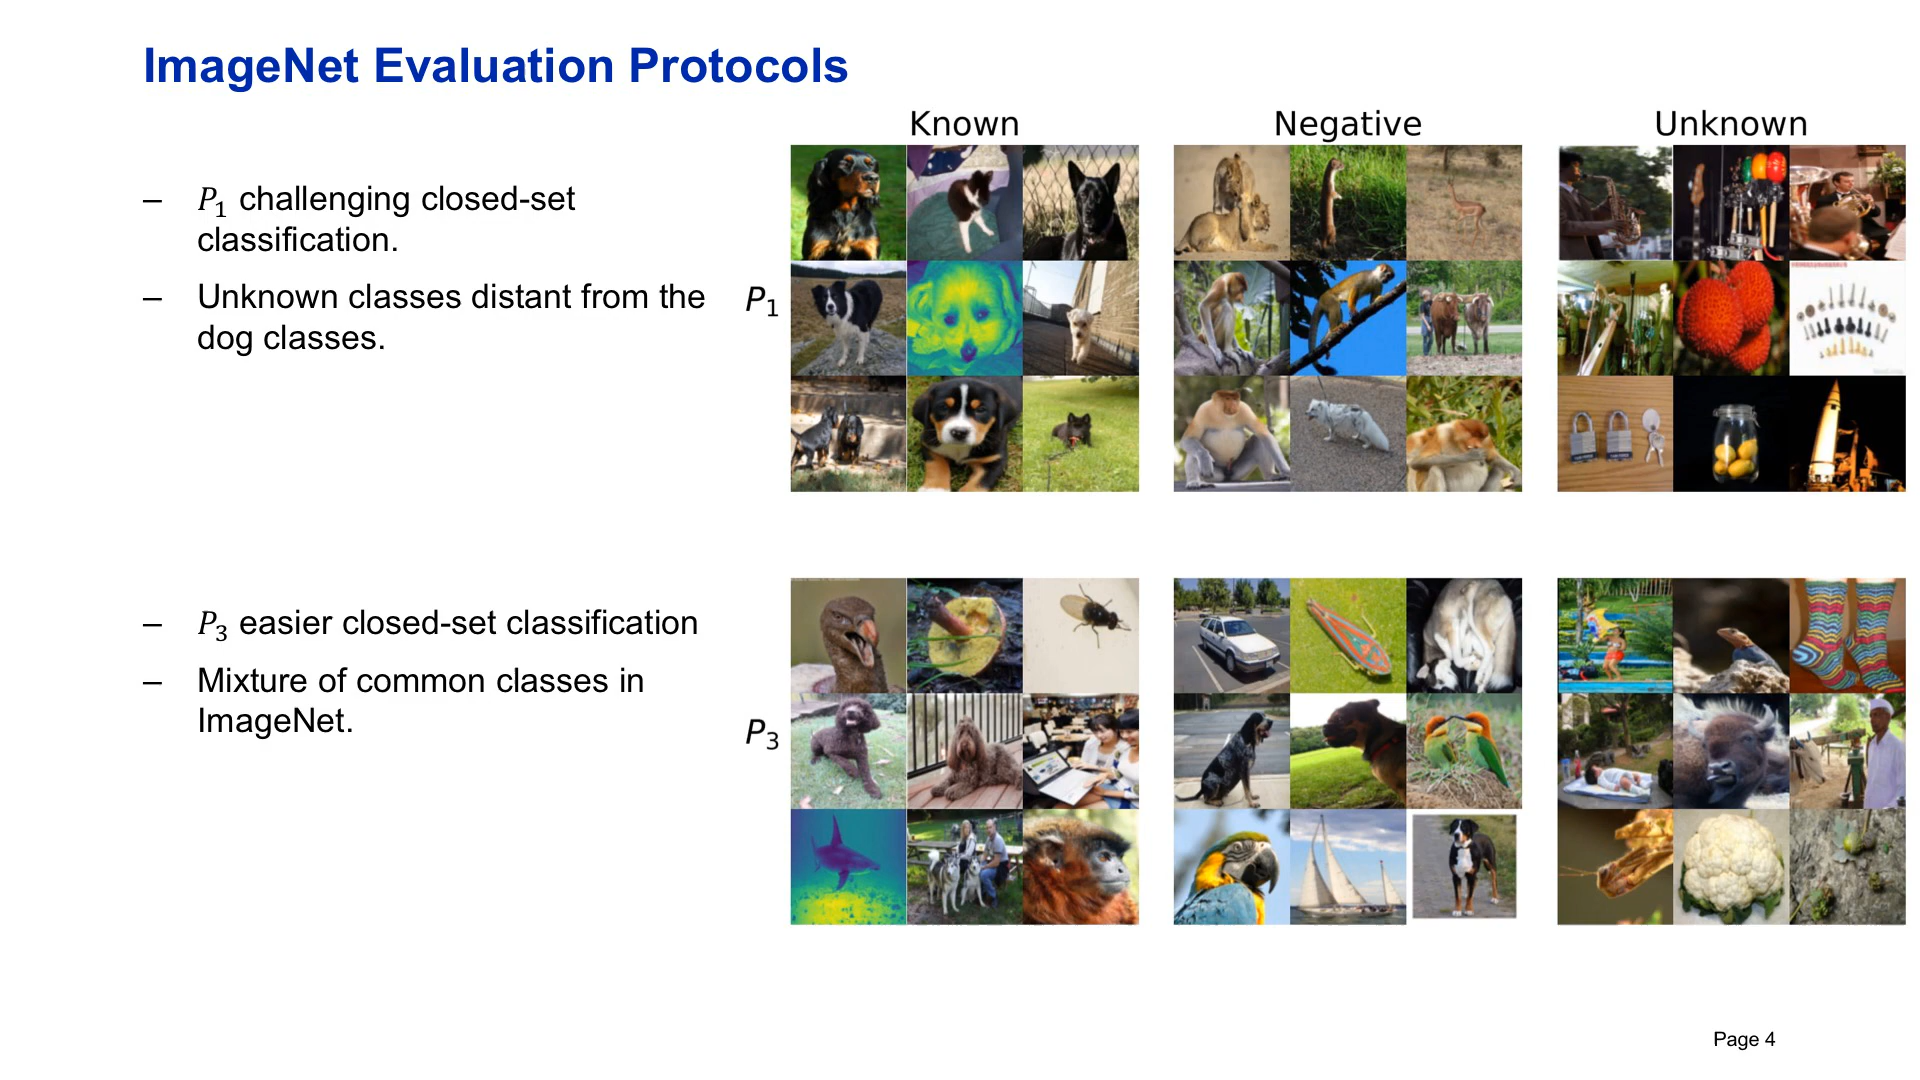 ImageNet Evaluation Protocols
Known
Negative
Unknown
– P₁ challenging closed-set
classification.
– Unknown classes distant from the
dog classes.
P₁
– P₃ easier closed-set classification
– Mixture of common classes in
ImageNet.
P₃
Page 4